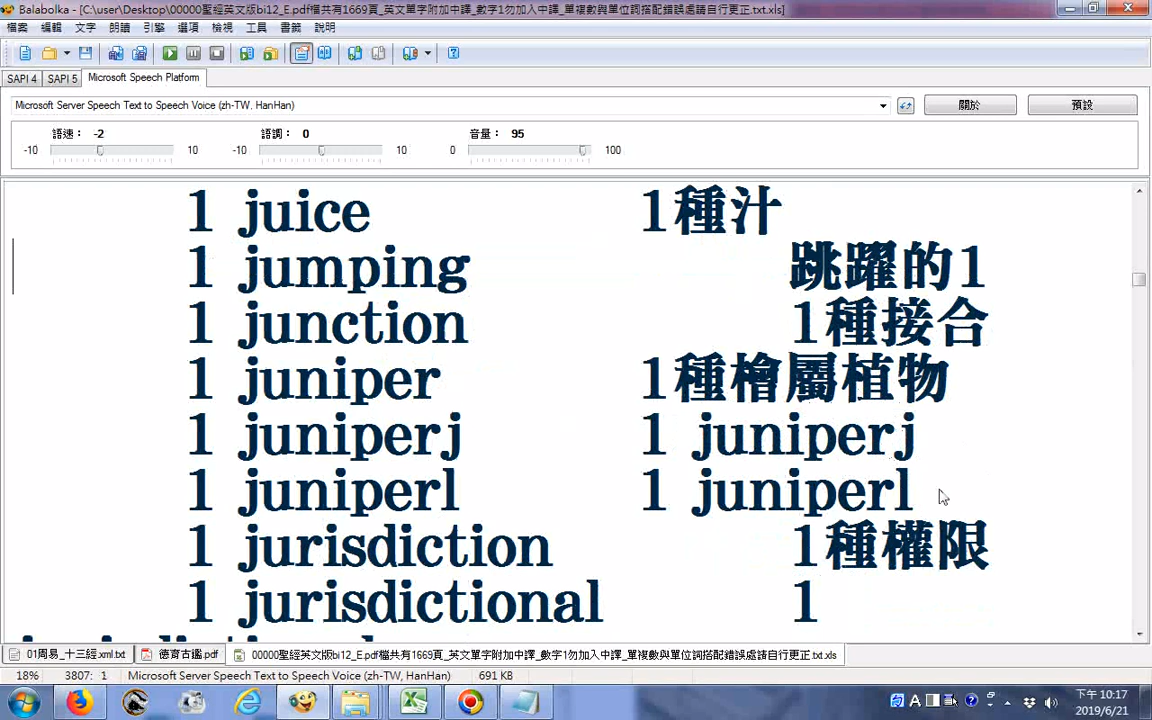 Balabolka - [C:\user\Desktop\00000聖經英文版bi12_E.pdf檔共有1669頁_英文單字附加中譯_數字1勿加入中譯_單複數與單位詞搭配錯誤處請自行更正.txt.xls]
檔案 編輯 文字 朗讀 引擎 選項 檢視 工具 書籤 說明
SAPI 4 SAPI 5 Microsoft Speech Platform
Microsoft Server Speech Text to Speech Voice (zh-TW, HanHan) 關於 預設
語速： -2 語調： 0 音量： 95
-10 10 -10 10 0 100
1 juice 1種汁
1 jumping 跳躍的1
1 junction 1種接合
1 juniper 1種檜屬植物
1 juniperj 1 juniperj
1 juniperl 1 juniperl
1 jurisdiction 1種權限
1 jurisdictional 1
jurisdictional
01周易_十三經.xml.txt 德育古鑑.pdf 00000聖經英文版bi12_E.pdf檔共有1669頁_英文單字附加中譯_數字1勿加入中譯_單複數與單位詞搭配錯誤處請自行更正.txt.xls
18% 3807: 1 Microsoft Server Speech Text to Speech Voice (zh-TW, HanHan) 691 KB
下午 10:17
2019/6/21